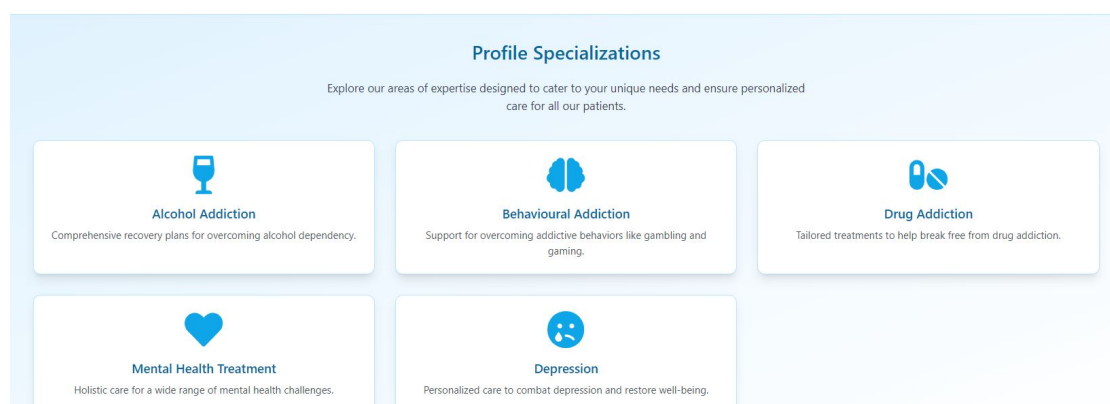 Profile Specializations
Explore our areas of expertise designed to cater to your unique needs and ensure personalized
care for all our patients.
Alcohol Addiction
Comprehensive recovery plans for overcoming alcohol dependency.
Behavioural Addiction
Support for overcoming addictive behaviors like gambling and
gaming.
Drug Addiction
Tailored treatments to help break free from drug addiction.
Mental Health Treatment
Holistic care for a wide range of mental health challenges.
Depression
Personalized care to combat depression and restore well-being.